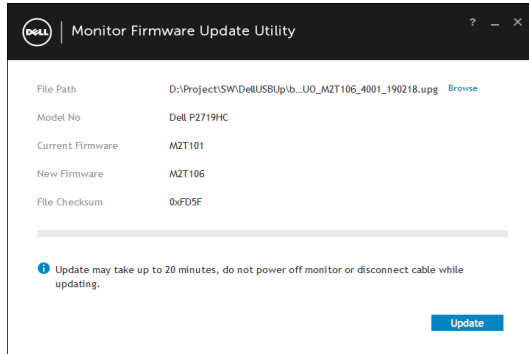 DELL Monitor Firmware Update Utility ? _ X
File Path D:\Project\SW\DellUSBUp\b...UO_M2T106_4001_190218.upg Browse
Model No Dell P2719HC
Current Firmware M2T101
New Firmware M2T106
File Checksum 0xFD5F
i Update may take up to 20 minutes, do not power off monitor or disconnect cable while
updating.
Update